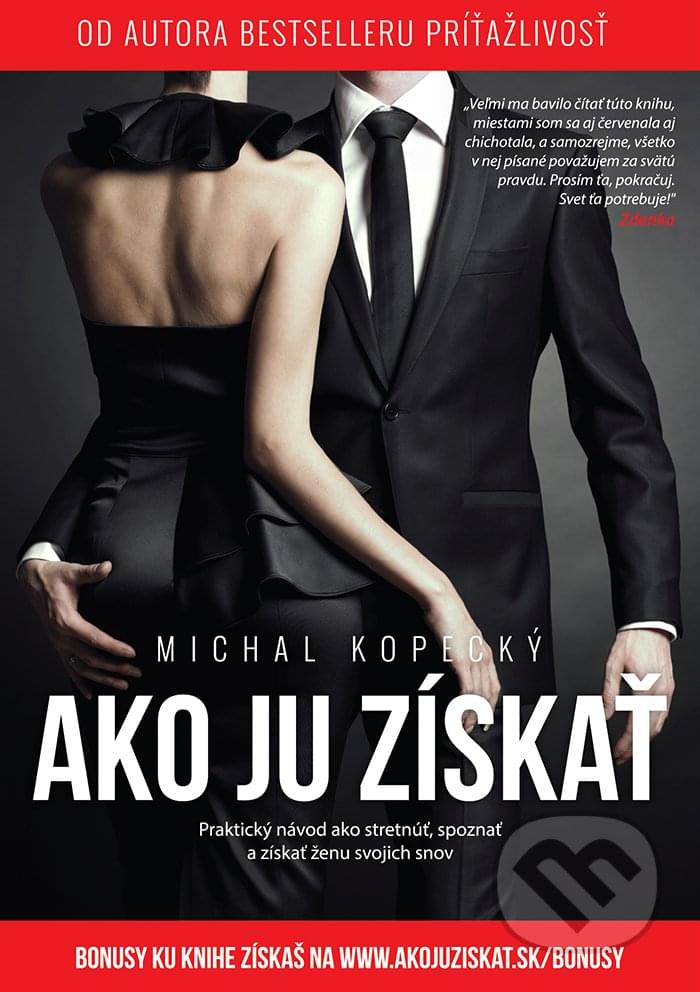 OD AUTORA BESTSELLERU PRÍŤAŽLIVOSŤ
„Veľmi ma bavilo čítať túto knihu,
miestami som sa aj červenala aj
chichotala, a samozrejme, všetko
v nej písané považujem za svätú
pravdu. Prosím ťa, pokračuj.
Svet ťa potrebuje!"
Zdenka
MICHAL KOPECKÝ
AKO JU ZÍSKAŤ
Praktický návod ako stretnúť, spoznať
a získať ženu svojich snov
BONUSY KU KNIHE ZÍSKAŠ NA WWW.AKOJUZISKAT.SK/BONUSY